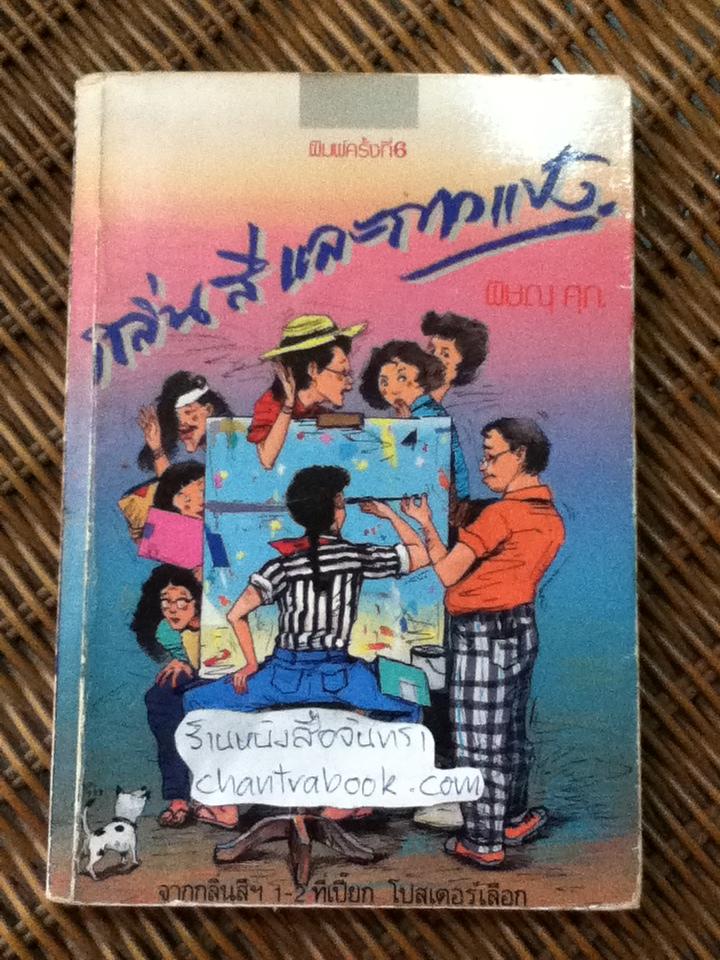 พิมพ์ครั้งที่6
กลิ่นสีและกาวแป้ง
พิษณุ ศุภ.
ร้านหนังสือจันทรา
chantrabook.com
จากกลิ่นสีฯ 1-2 ที่เปี๊ยก โปสเตอร์เลือก